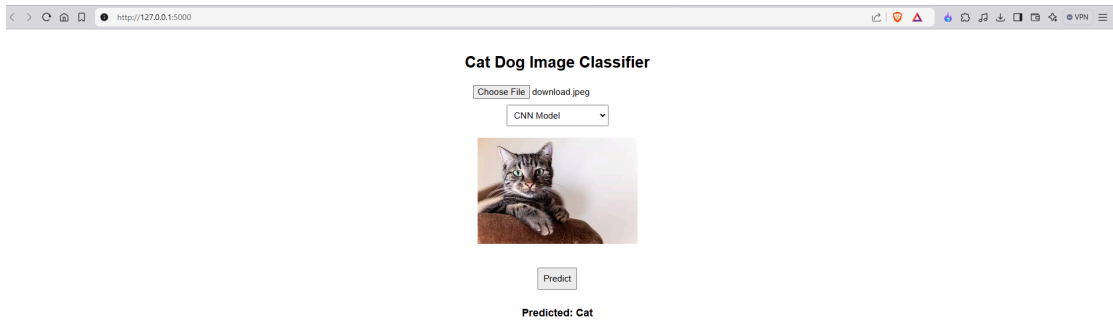 http://127.0.0.1:5000
VPN
Cat Dog Image Classifier
Choose File download.jpeg
CNN Model
Predict
Predicted: Cat